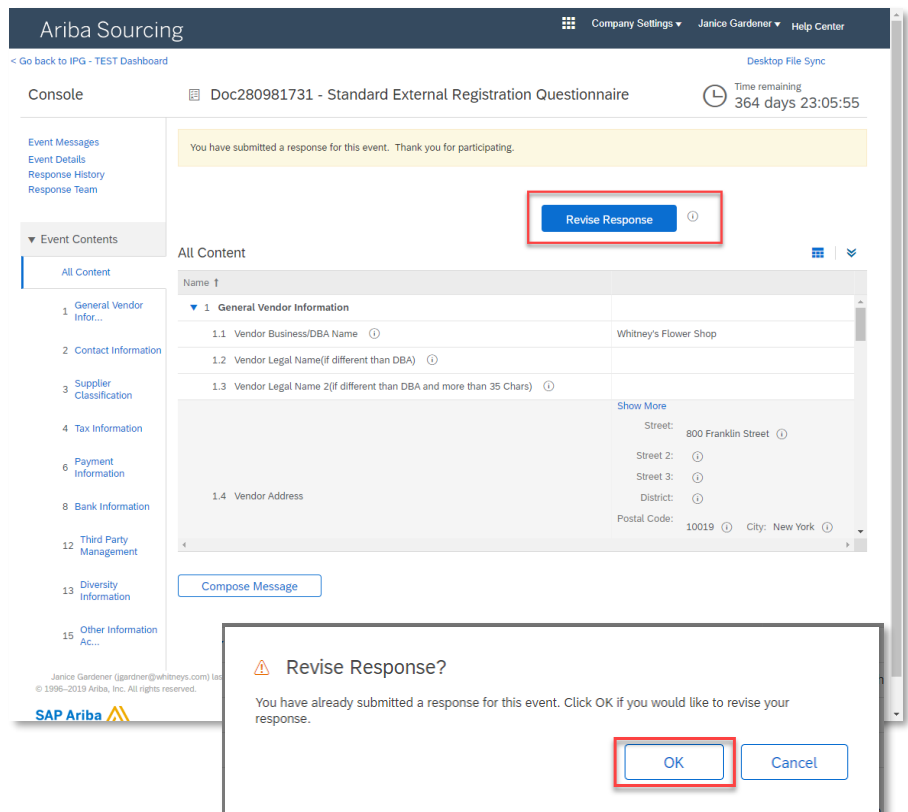 Ariba Sourcing
Company Settings ▾
Janice Gardener ▾
Help Center
< Go back to IPG - TEST Dashboard
Desktop File Sync
Console
Doc280981731 - Standard External Registration Questionnaire
Time remaining
364 days 23:05:55
Event Messages
Event Details
Response History
Response Team
You have submitted a response for this event. Thank you for participating.
Revise Response
▼ Event Contents
All Content
1 General Vendor
Infor...
2 Contact Information
3 Supplier
Classification
4 Tax Information
6 Payment
Information
8 Bank Information
12 Third Party
Management
13 Diversity
Information
15 Other Information
Ac...
All Content
Name ↑
▼ 1 General Vendor Information
1.1 Vendor Business/DBA Name
Whitney's Flower Shop
1.2 Vendor Legal Name(if different than DBA)
1.3 Vendor Legal Name 2(if different than DBA and more than 35 Chars)
1.4 Vendor Address
Show More
Street: 800 Franklin Street
Street 2:
Street 3:
District:
Postal Code: 10019 City: New York
Compose Message
Janice Gardener (jgardner@whitneys.com) las
© 1996–2019 Ariba, Inc. All rights reserved.
SAP Ariba
Revise Response?
You have already submitted a response for this event. Click OK if you would like to revise your
response.
OK
Cancel